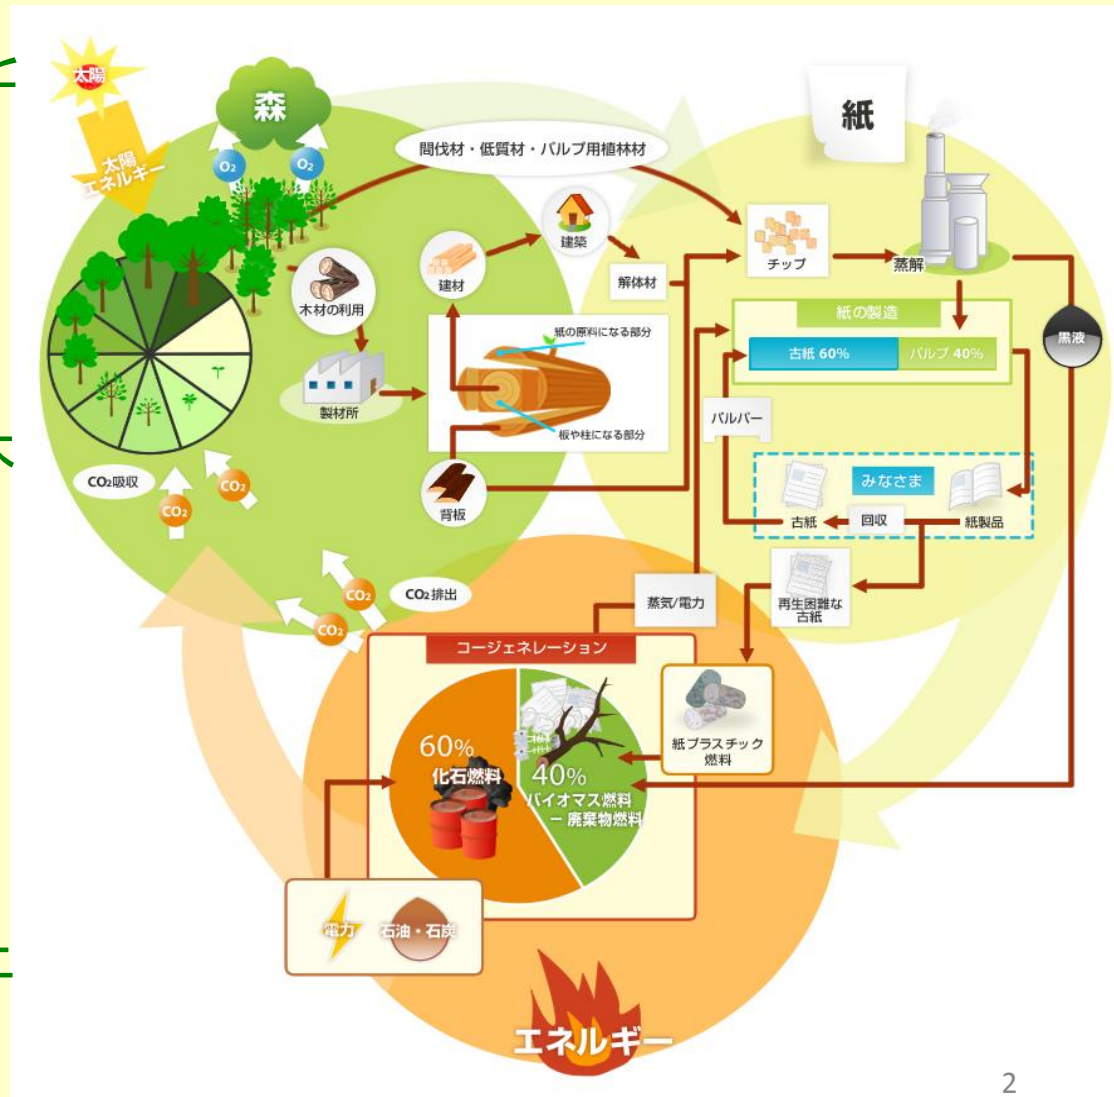 太陽
太陽
エネルギー
森
O₂
O₂
間伐材・低質材・パルプ用植林材
紙
建築
建材
解体材
チップ
蒸解
木材の利用
製材所
紙の原料になる部分
板や柱になる部分
背板
紙の製造
古紙 60%
パルプ 40%
黒液
パルパー
みなさま
古紙
回収
紙製品
再生困難な
古紙
CO₂吸収
CO₂
CO₂
CO₂排出
CO₂
CO₂
蒸気/電力
コージェネレーション
60%
化石燃料
40%
バイオマス燃料
－ 廃棄物燃料
紙プラスチック
燃料
電力
石油・石炭
エネルギー
2